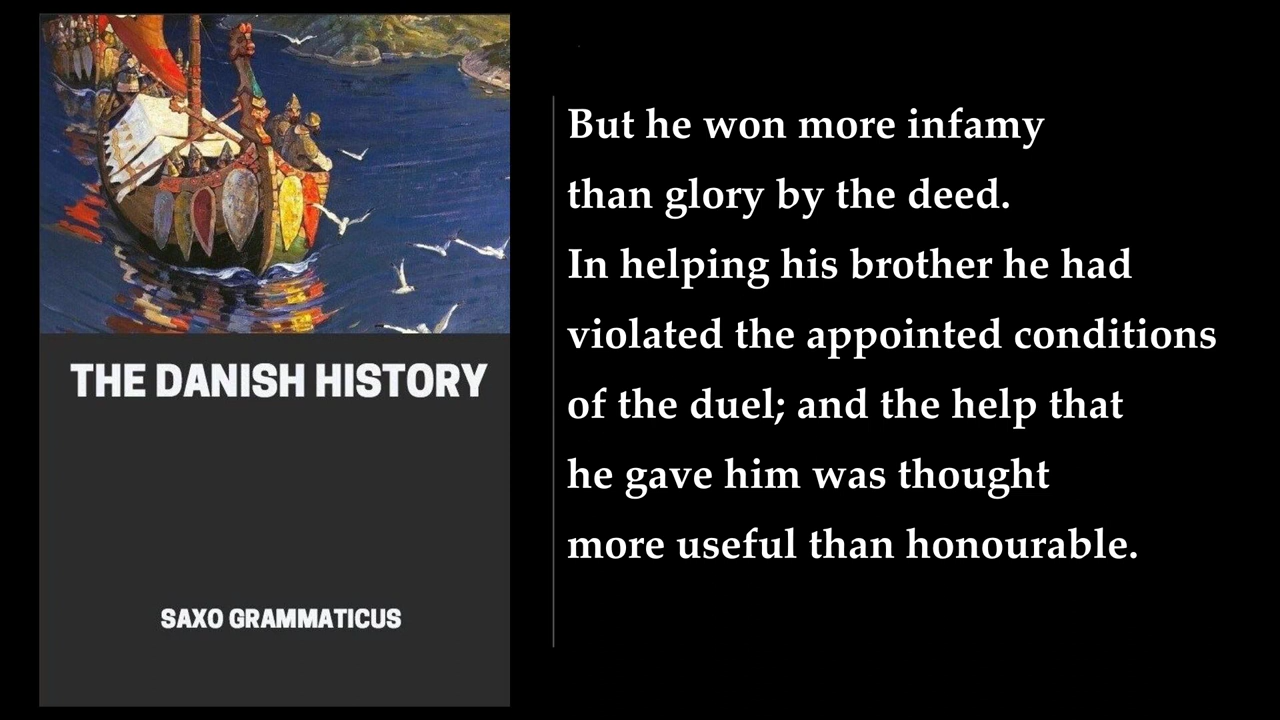 THE DANISH HISTORY
SAXO GRAMMATICUS
But he won more infamy
than glory by the deed.
In helping his brother he had
violated the appointed conditions
of the duel; and the help that
he gave him was thought
more useful than honourable.